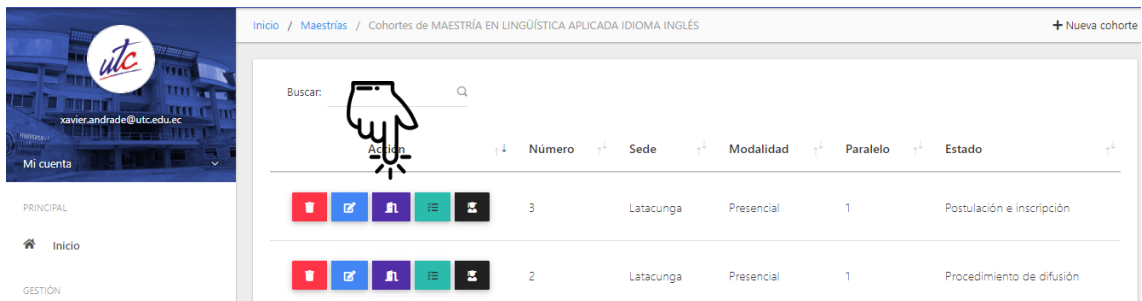 Inicio / Maestrías / Cohortes de MAESTRÍA EN LINGÜÍSTICA APLICADA IDIOMA INGLÉS
+ Nueva cohorte
utc
xavier.andrade@utc.edu.ec
Mi cuenta
PRINCIPAL
Inicio
GESTIÓN
Buscar:
Acción Número Sede Modalidad Paralelo Estado
3 Latacunga Presencial 1 Postulación e inscripción
2 Latacunga Presencial 1 Procedimiento de difusión